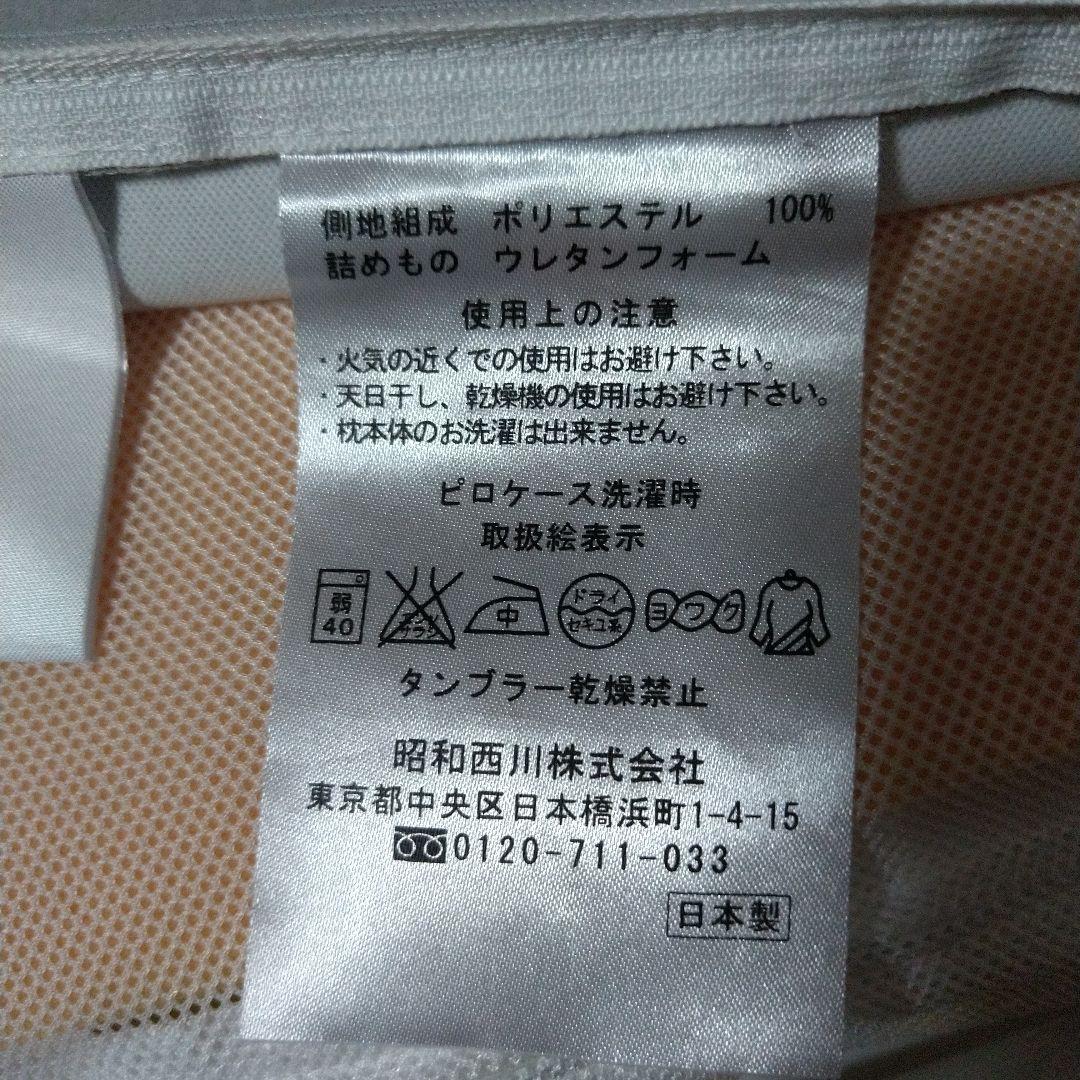 側地組成 ポリエステル 100%
詰めもの ウレタンフォーム
使用上の注意
・火気の近くでの使用はお避け下さい。
・天日干し、乾燥機の使用はお避け下さい。
・枕本体のお洗濯は出来ません。
ピロケース洗濯時
取扱絵表示
弱 40 エンソ サラシ 中 ドライ セキユ系 ヨワク
タンブラー乾燥禁止
昭和西川株式会社
東京都中央区日本橋浜町1-4-15
0120-711-033
日本製